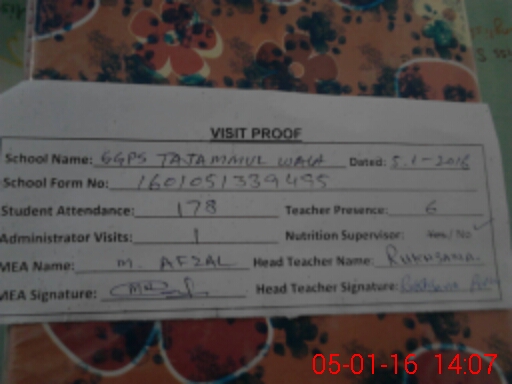 VISIT PROOF
School Name: GGPS TAJAMMUL WALA Dated: 5-1-2016
School Form No: 1601051339495
Student Attendance: 178 Teacher Presence: 6
Administrator Visits: 1 Nutrition Supervisor: Yes / No
MEA Name: M. AFZAL Head Teacher Name: Rukhsana
MEA Signature: Head Teacher Signature:
05-01-16 14:07